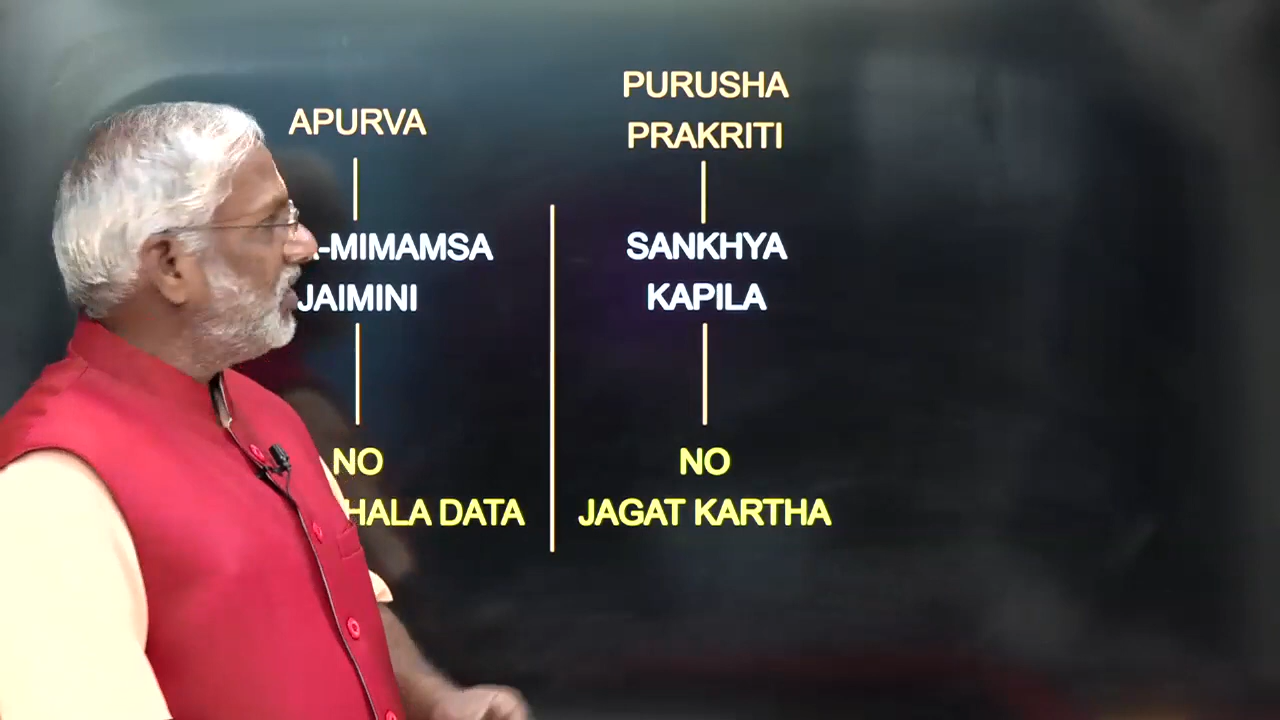 APURVA
A-MIMAMSA
JAIMINI
NO
HALA DATA
PURUSHA
PRAKRITI
SANKHYA
KAPILA
NO
JAGAT KARTHA